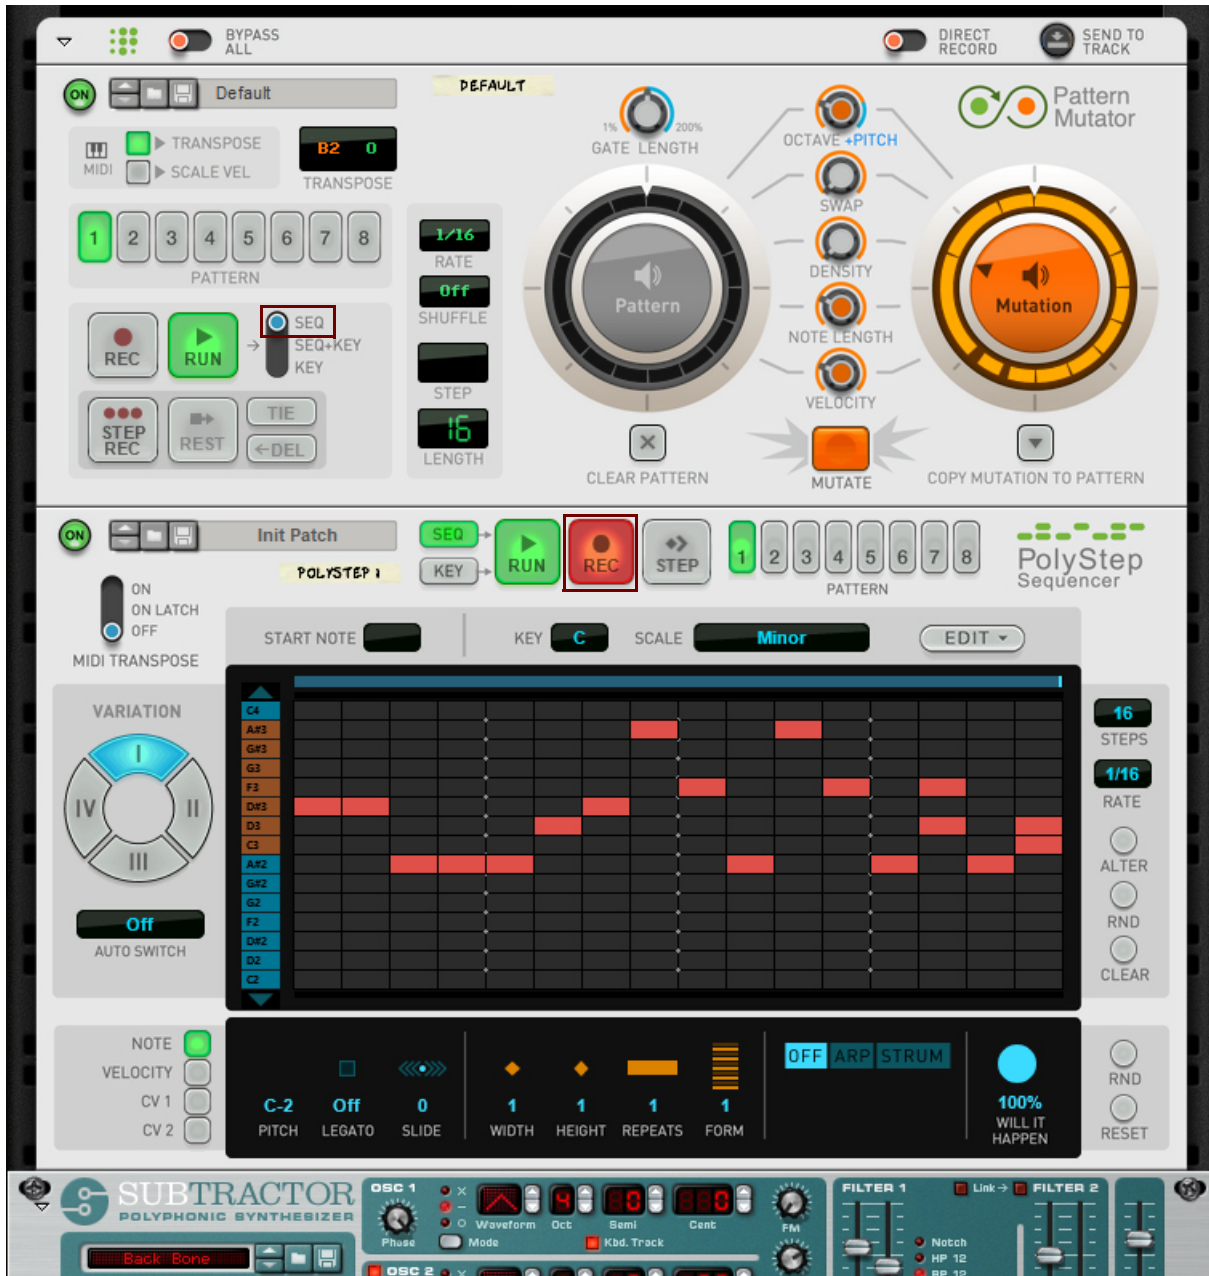 BYPASS ALL
DIRECT RECORD
SEND TO TRACK
ON
Default
DEFAULT
Pattern Mutator
MIDI
TRANSPOSE
SCALE VEL
B2 0
TRANSPOSE
1% 200%
GATE LENGTH
OCTAVE +PITCH
SWAP
DENSITY
NOTE LENGTH
VELOCITY
MUTATE
1 2 3 4 5 6 7 8
PATTERN
1/16
RATE
Off
SHUFFLE
STEP
16
LENGTH
REC
RUN
SEQ
SEQ+KEY
KEY
STEP REC
REST
TIE
←DEL
Pattern
CLEAR PATTERN
Mutation
COPY MUTATION TO PATTERN
ON
Init Patch
POLYSTEP 1
SEQ
KEY
RUN
REC
STEP
1 2 3 4 5 6 7 8
PATTERN
PolyStep
Sequencer
ON
ON LATCH
OFF
MIDI TRANSPOSE
START NOTE
KEY C
SCALE Minor
EDIT
VARIATION
I
II
III
IV
Off
AUTO SWITCH
C4
A#3
G#3
G3
F3
D#3
D3
C3
A#2
G#2
G2
F2
D#2
D2
C2
16
STEPS
1/16
RATE
ALTER
RND
CLEAR
NOTE
VELOCITY
CV 1
CV 2
C-2 Off 0 1 1 1 1
PITCH LEGATO SLIDE WIDTH HEIGHT REPEATS FORM
OFF ARP STRUM
100%
WILL IT
HAPPEN
RND
RESET
SUBTRACTOR
POLYPHONIC SYNTHESIZER
Back Bone
OSC 1
Phase
Waveform
Mode
4
Oct
0
Semi
0
Cent
Kbd. Track
FM
OSC 2
FILTER 1
Link
FILTER 2
Notch
HP 12
BP 12